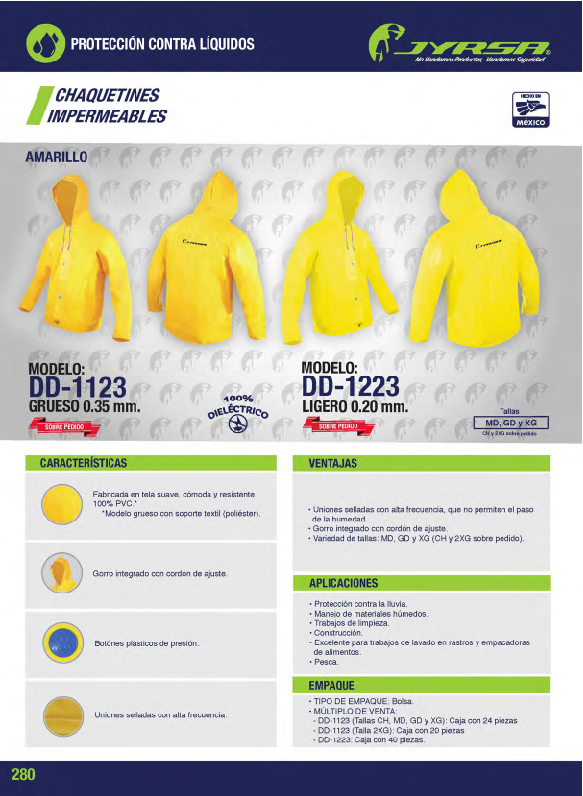 PROTECCIÓN CONTRA LÍQUIDOS
JYRSA®
No Vendemos Productos, Vendemos Seguridad
CHAQUETINES
IMPERMEABLES
HECHO EN
MÉXICO
AMARILLO
MODELO:
DD-1123
GRUESO 0.35 mm.
SOBRE PEDIDO
100%
DIELÉCTRICO
MODELO:
DD-1223
LIGERO 0.20 mm.
SOBRE PEDIDO
Tallas
MD, GD y XG
CH y 2XG sobre pedido
CARACTERÍSTICAS
Fabricada en tela suave, cómoda y resistente
100% PVC.*
*Modelo grueso con soporte textil (poliéster).
Gorro integrado con cordón de ajuste.
Botónes plásticos de presión.
Uniones selladas con alta frecuencia.
VENTAJAS
• Uniones selladas con alta frecuencia, que no permiten el paso
de la humedad.
• Gorro integrado con cordón de ajuste.
• Variedad de tallas: MD, GD y XG (CH y 2XG sobre pedido).
APLICACIONES
• Protección contra la lluvia.
• Manejo de materiales húmedos.
• Trabajos de limpieza.
• Construcción.
- Excelente para trabajos de lavado en rastros y empacadoras
de alimentos.
• Pesca.
EMPAQUE
• TIPO DE EMPAQUE: Bolsa.
• MÚLTIPLO DE VENTA:
- DD-1123 (Tallas CH, MD, GD y XG): Caja con 24 piezas
- DD-1123 (Talla 2XG): Caja con 20 piezas
- DD-1223: Caja con 40 piezas.
280